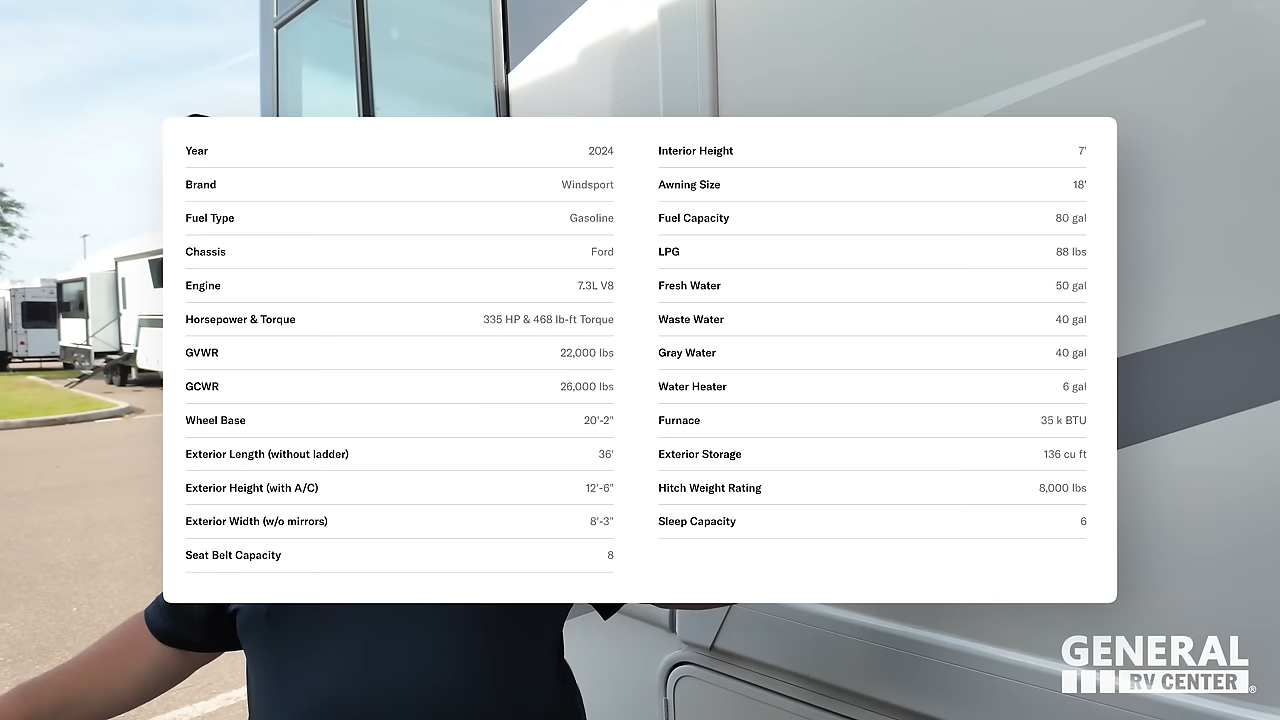 Year 2024
Brand Windsport
Fuel Type Gasoline
Chassis Ford
Engine 7.3L V8
Horsepower & Torque 335 HP & 468 lb-ft Torque
GVWR 22,000 lbs
GCWR 26,000 lbs
Wheel Base 20'-2"
Exterior Length (without ladder) 36'
Exterior Height (with A/C) 12'-6"
Exterior Width (w/o mirrors) 8'-3"
Seat Belt Capacity 8
Interior Height 7'
Awning Size 18'
Fuel Capacity 80 gal
LPG 88 lbs
Fresh Water 50 gal
Waste Water 40 gal
Gray Water 40 gal
Water Heater 6 gal
Furnace 35 k BTU
Exterior Storage 136 cu ft
Hitch Weight Rating 8,000 lbs
Sleep Capacity 6
GENERAL
RV CENTER®